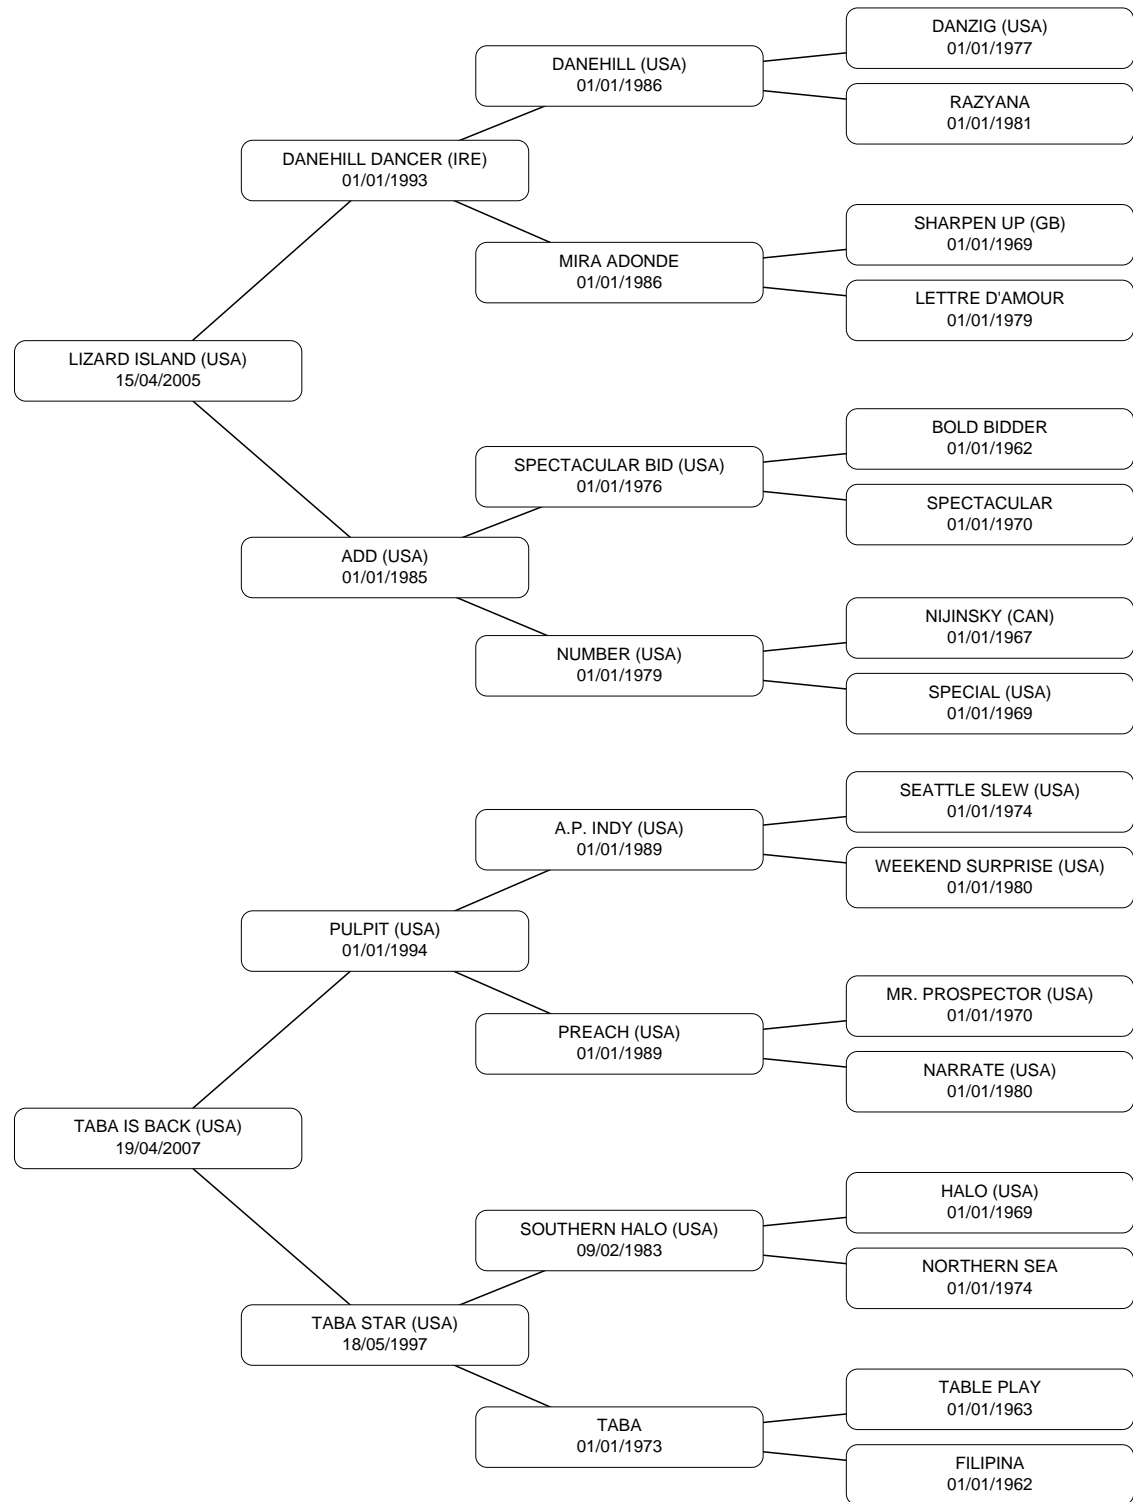 DANZIG (USA)
01/01/1977
DANEHILL (USA)
01/01/1986
RAZYANA
01/01/1981
DANEHILL DANCER (IRE)
01/01/1993
SHARPEN UP (GB)
01/01/1969
MIRA ADONDE
01/01/1986
LETTRE D'AMOUR
01/01/1979
LIZARD ISLAND (USA)
15/04/2005
BOLD BIDDER
01/01/1962
SPECTACULAR BID (USA)
01/01/1976
SPECTACULAR
01/01/1970
ADD (USA)
01/01/1985
NIJINSKY (CAN)
01/01/1967
NUMBER (USA)
01/01/1979
SPECIAL (USA)
01/01/1969
SEATTLE SLEW (USA)
01/01/1974
A.P. INDY (USA)
01/01/1989
WEEKEND SURPRISE (USA)
01/01/1980
PULPIT (USA)
01/01/1994
MR. PROSPECTOR (USA)
01/01/1970
PREACH (USA)
01/01/1989
NARRATE (USA)
01/01/1980
TABA IS BACK (USA)
19/04/2007
HALO (USA)
01/01/1969
SOUTHERN HALO (USA)
09/02/1983
NORTHERN SEA
01/01/1974
TABA STAR (USA)
18/05/1997
TABLE PLAY
01/01/1963
TABA
01/01/1973
FILIPINA
01/01/1962